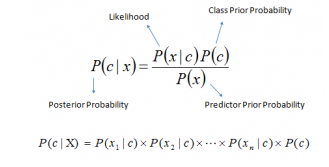 Likelihood
Class Prior Probability
P(c | x) = P(x | c)P(c) / P(x)
Posterior Probability
Predictor Prior Probability
P(c | X) = P(x₁ | c) × P(x₂ | c) × ⋯ × P(xₙ | c) × P(c)